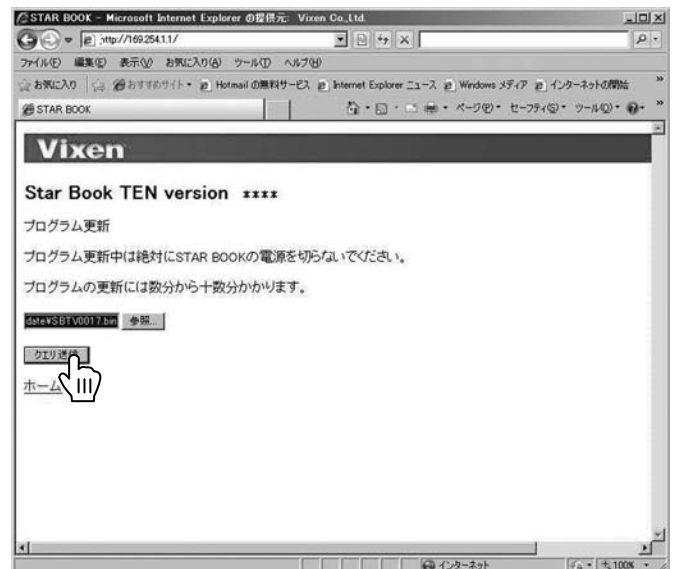 STAR BOOK - Microsoft Internet Explorer の提供元: Vixen Co.,Ltd.
http://169.254.1.1/
ファイル(F) 編集(E) 表示(V) お気に入り(A) ツール(T) ヘルプ(H)
お気に入り おすすめサイト Hotmail の無料サービス Internet Explorer ニュース Windows メディア インターネットの開始
STAR BOOK ページ(P) セーフティ(S) ツール(O)
Vixen
Star Book TEN version ****
プログラム更新
プログラム更新中は絶対にSTAR BOOKの電源を切らないでください。
プログラムの更新には数分から十数分かかります。
date¥SBTV0017.bin 参照...
クエリ送信
ホーム
インターネット 100%